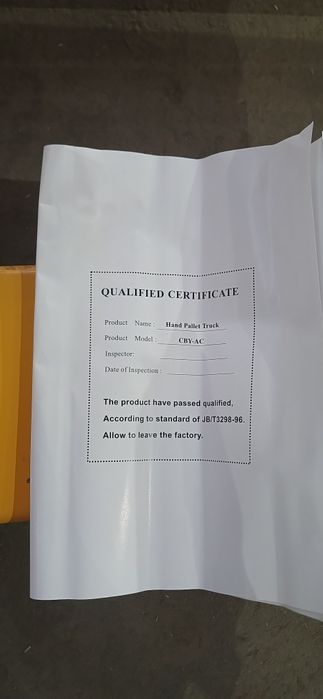 QUALIFIED CERTIFICATE
Product Name : Hand Pallet Truck
Product Model : CBY-AC
Inspector:
Date of Inspection :
The product have passed qualified,
According to standard of JB/T3298-96.
Allow to leave the factory.